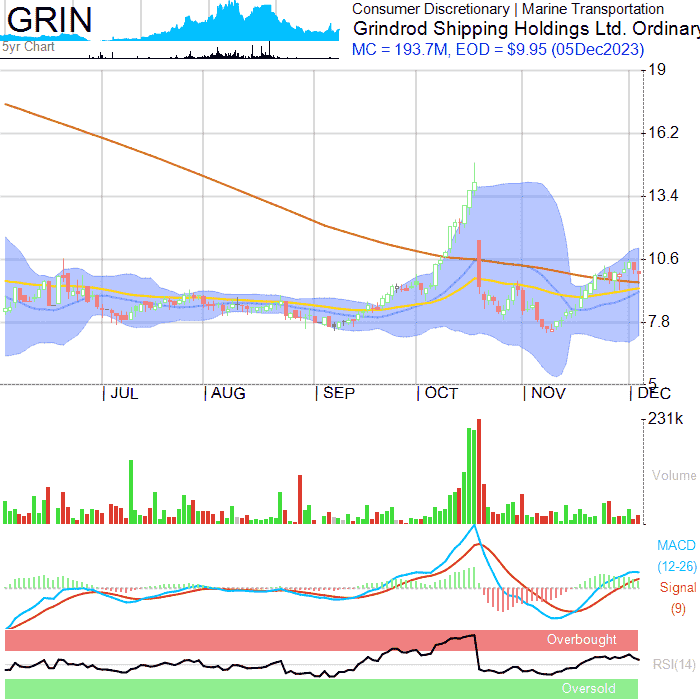 GRIN
5yr Chart
Consumer Discretionary | Marine Transportation
Grindrod Shipping Holdings Ltd. Ordinary
MC = 193.7M, EOD = $9.95 (05Dec2023)
19
16.2
13.4
10.6
7.8
5
JUL AUG SEP OCT NOV DEC
231k
Volume
MACD
(12-26)
Signal
(9)
Overbought
RSI(14)
Oversold